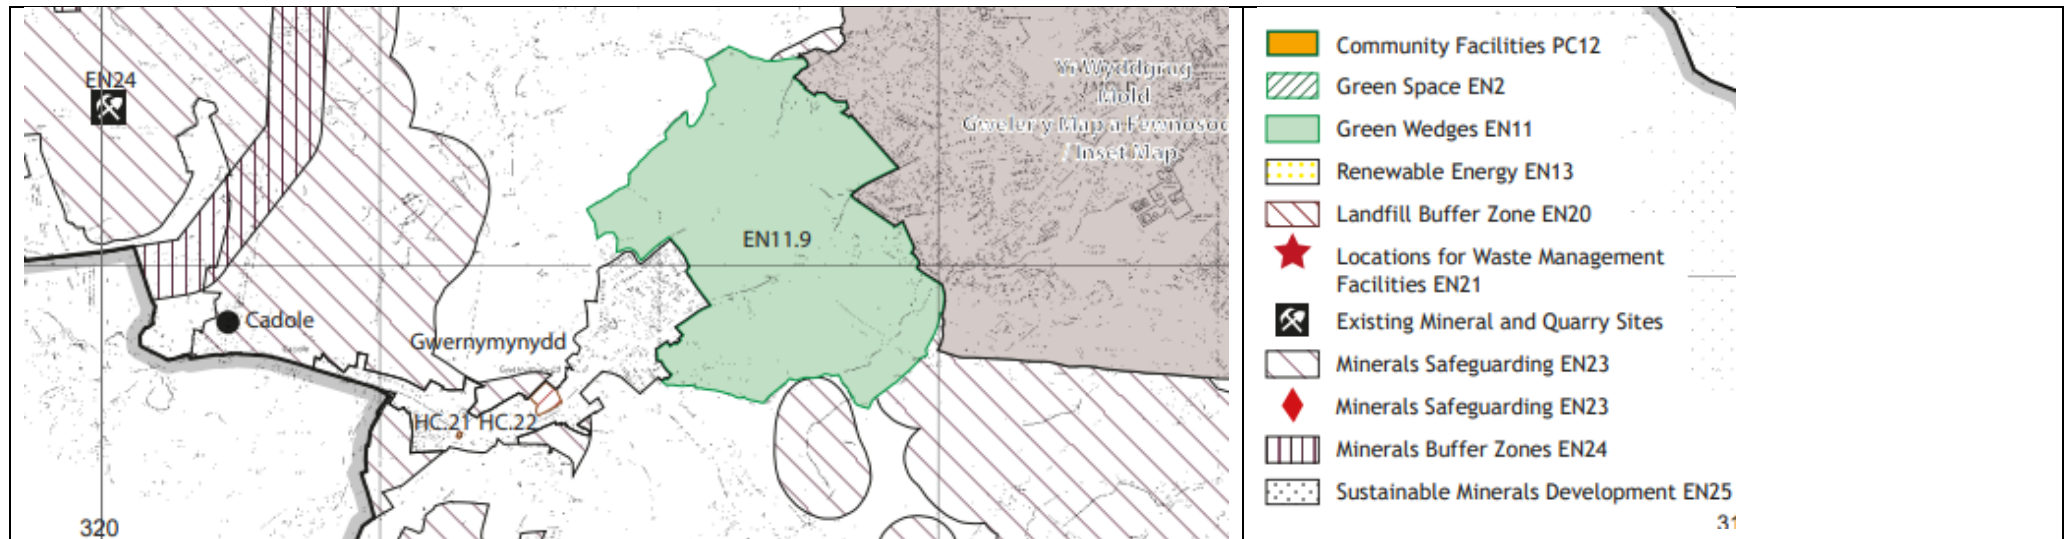 EN24
Yr Wyddgrug
Mold
Gweler y Map a Fewnosod
/ Inset Map
EN11.9
Cadole
Gwernymynydd
HC.21 HC.22
320
Community Facilities PC12
Green Space EN2
Green Wedges EN11
Renewable Energy EN13
Landfill Buffer Zone EN20
Locations for Waste Management
Facilities EN21
Existing Mineral and Quarry Sites
Minerals Safeguarding EN23
Minerals Safeguarding EN23
Minerals Buffer Zones EN24
Sustainable Minerals Development EN25
31